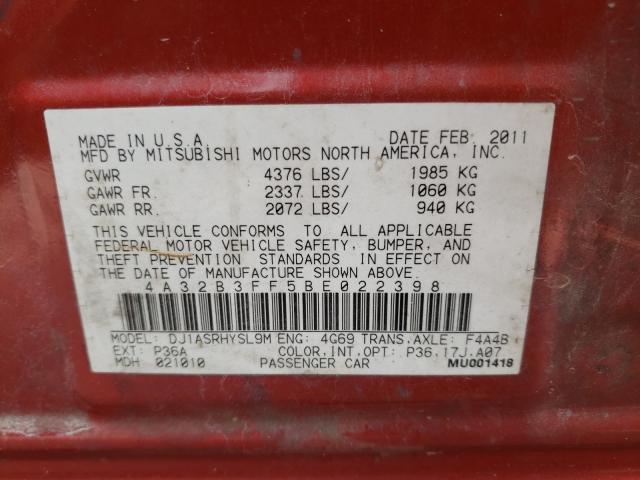 MADE IN U.S.A. DATE FEB. 2011
MFD BY MITSUBISHI MOTORS NORTH AMERICA, INC.
GVWR 4376 LBS/ 1985 KG
GAWR FR. 2337 LBS/ 1060 KG
GAWR RR. 2072 LBS/ 940 KG
THIS VEHICLE CONFORMS TO ALL APPLICABLE
FEDERAL MOTOR VEHICLE SAFETY, BUMPER, AND
THEFT PREVENTION STANDARDS IN EFFECT ON
THE DATE OF MANUFACTURE SHOWN ABOVE.
4A32B3FF5BE022398
MODEL: DJ1ASRHYSL9M ENG: 4G69 TRANS.AXLE: F4A4B
EXT: P36A COLOR,INT,OPT: P36,17J,A07
MDH 021010 PASSENGER CAR MU001418